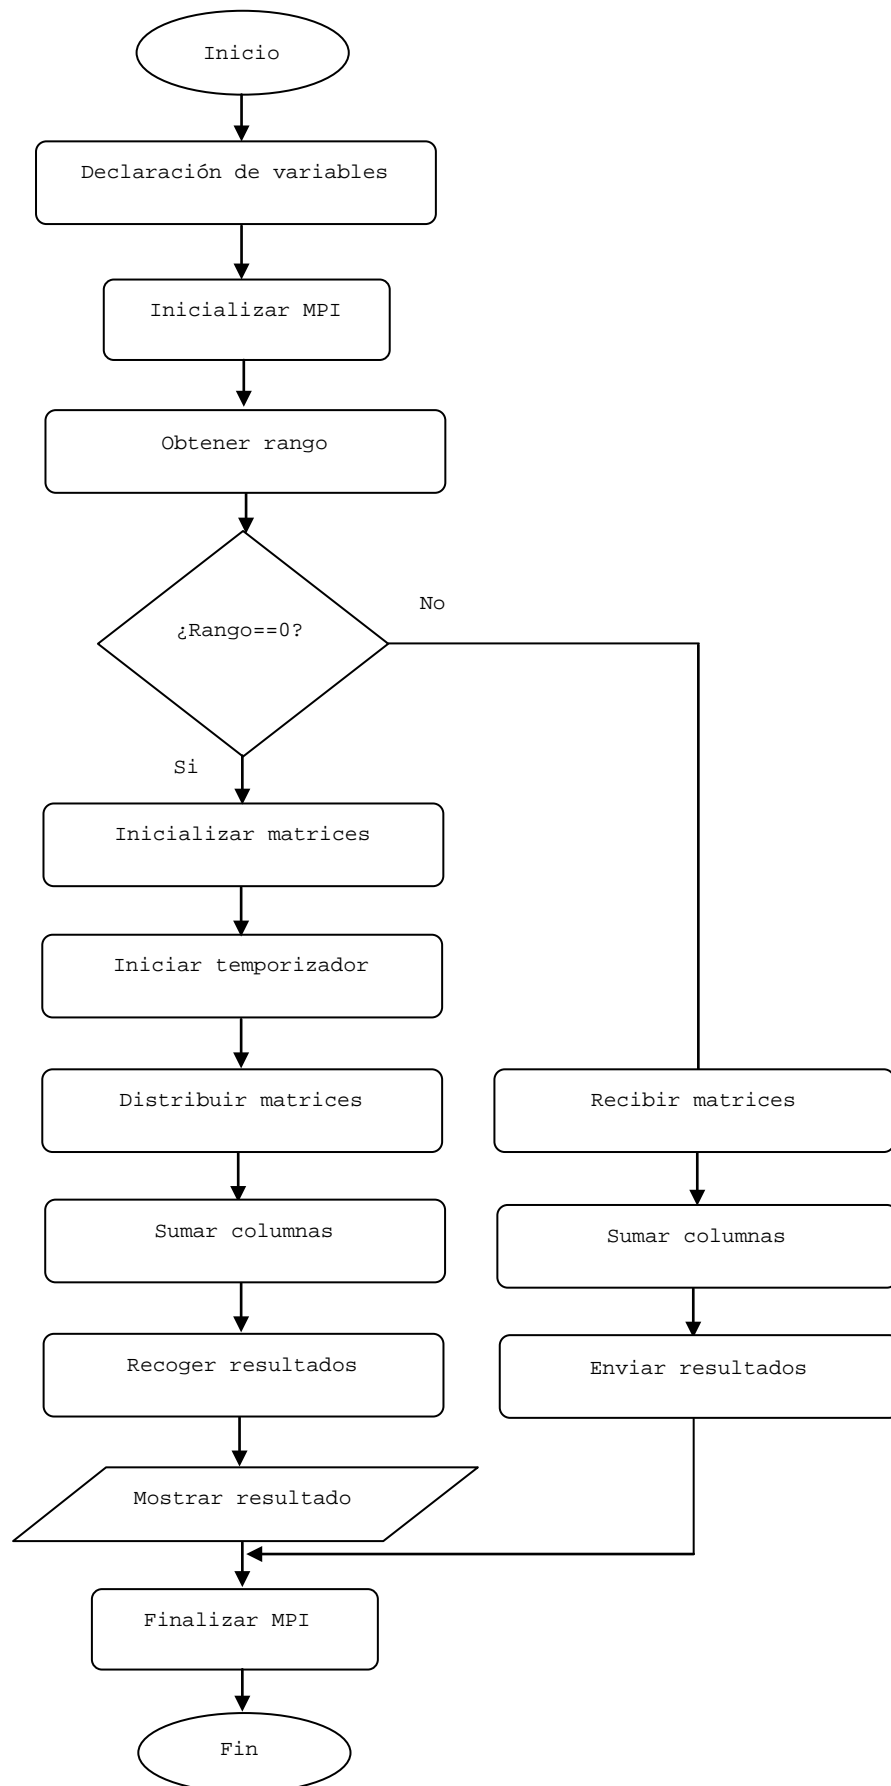 Inicio
Declaración de variables
Inicializar MPI
Obtener rango
¿Rango==0?
No
Si
Inicializar matrices
Iniciar temporizador
Distribuir matrices
Recibir matrices
Sumar columnas
Sumar columnas
Recoger resultados
Enviar resultados
Mostrar resultado
Finalizar MPI
Fin